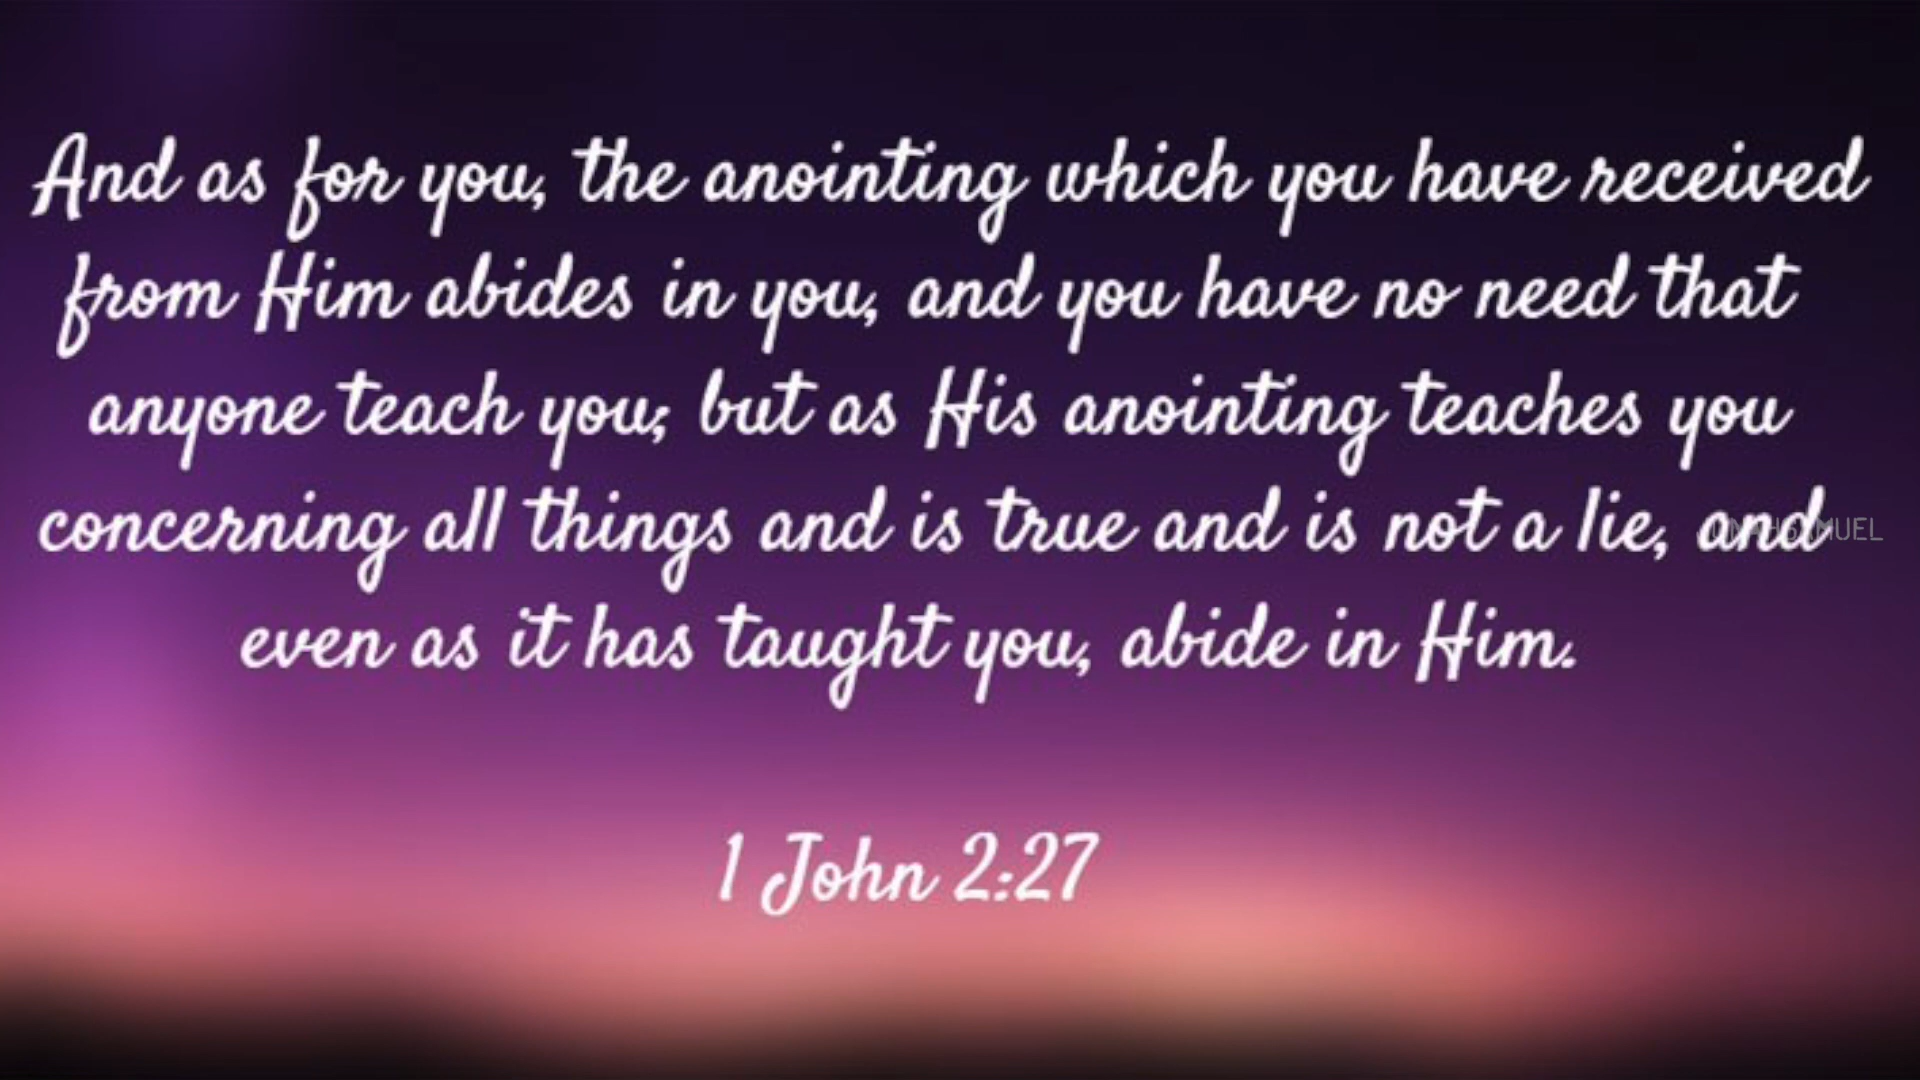 And as for you, the anointing which you have received
from Him abides in you, and you have no need that
anyone teach you; but as His anointing teaches you
concerning all things and is true and is not a lie, and
even as it has taught you, abide in Him.
1 John 2:27